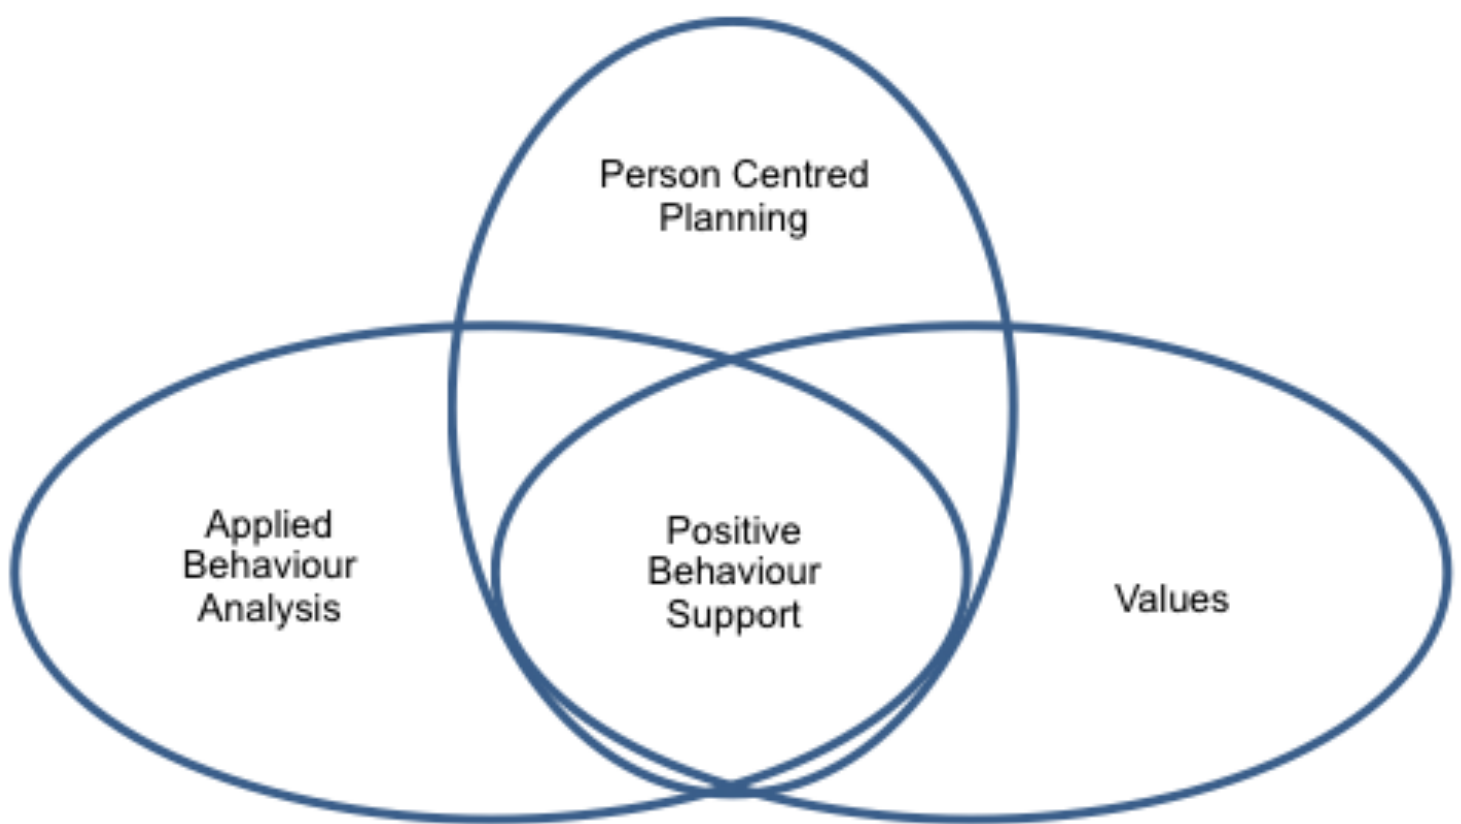 Person Centred
Planning
Applied
Behaviour
Analysis
Positive
Behaviour
Support
Values